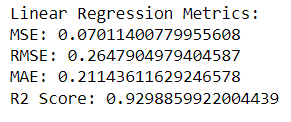 Linear Regression Metrics:
MSE: 0.07011400779955608
RMSE: 0.2647904979404587
MAE: 0.21143611629246578
R2 Score: 0.9298859922004439